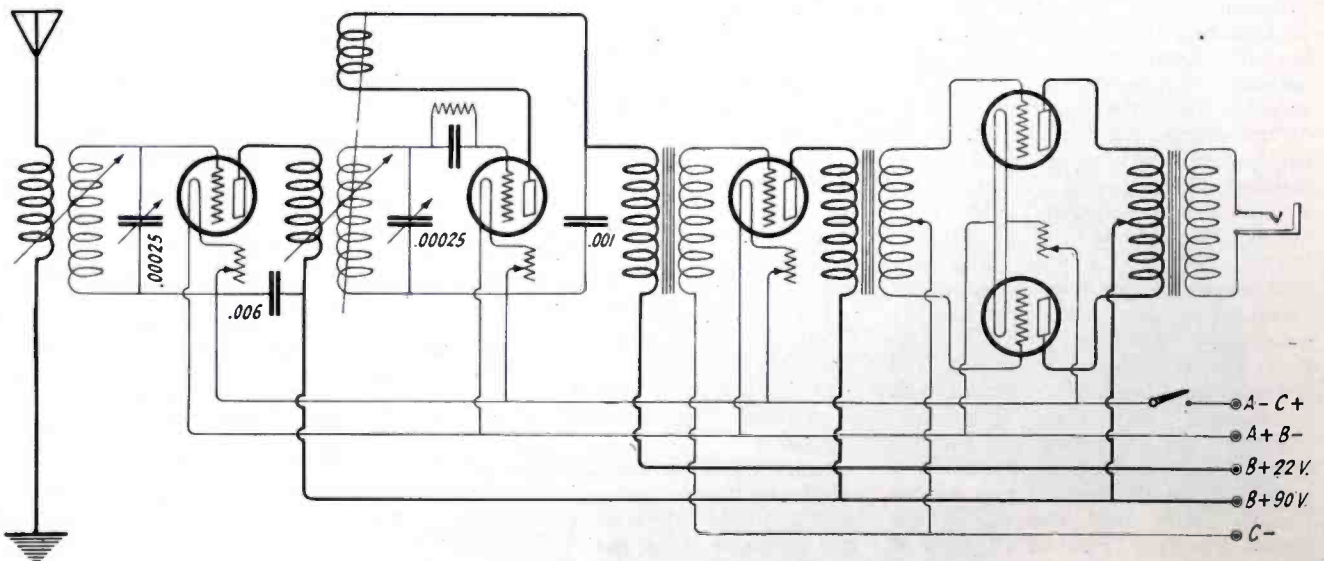 .00025
.006
.00025
.001
A- C+
A+ B-
B+22 V.
B+90 V.
C-